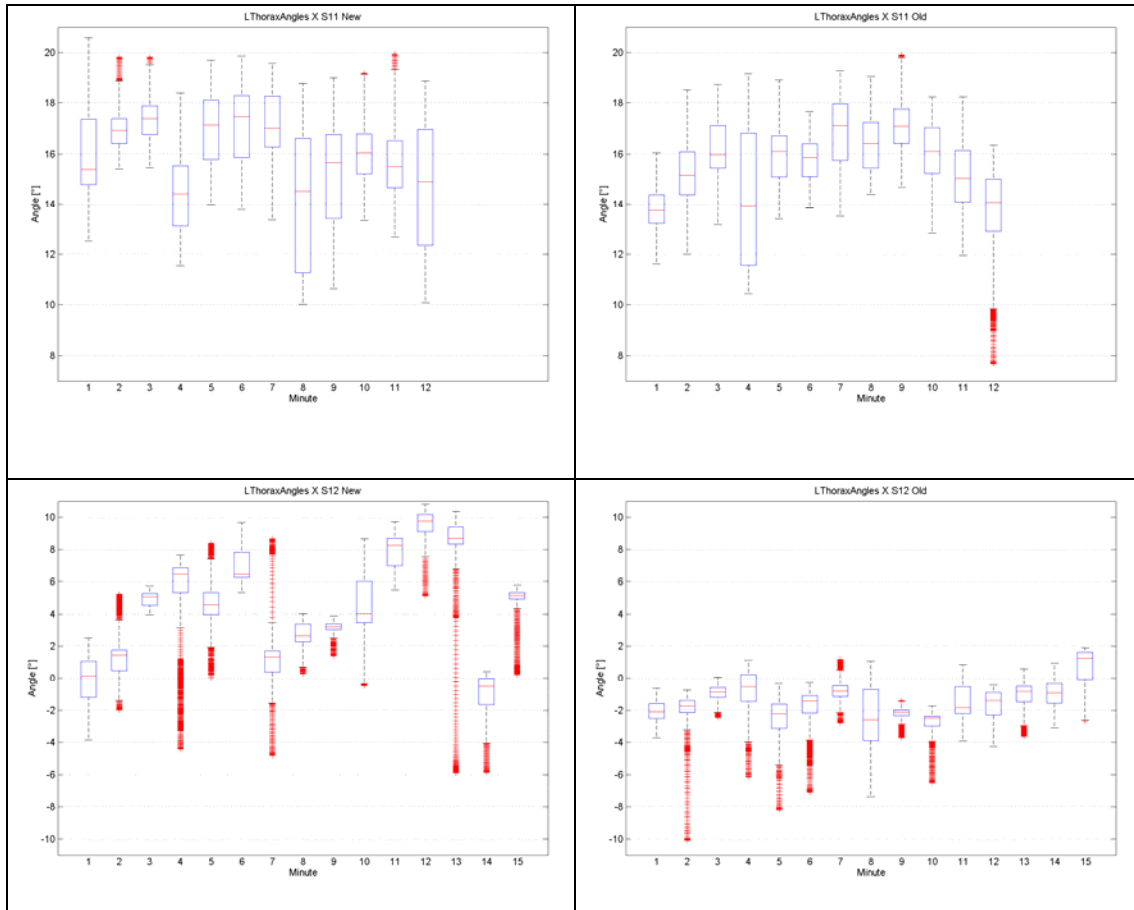 LThoraxAngles X S11 New
20
18
16
14
12
10
8
Angle [°]
1 2 3 4 5 6 7 8 9 10 11 12
Minute
LThoraxAngles X S11 Old
20
18
16
14
12
10
8
Angle [°]
1 2 3 4 5 6 7 8 9 10 11 12
Minute
LThoraxAngles X S12 New
10
8
6
4
2
0
-2
-4
-6
-8
-10
Angle [°]
1 2 3 4 5 6 7 8 9 10 11 12 13 14 15
Minute
LThoraxAngles X S12 Old
10
8
6
4
2
0
-2
-4
-6
-8
-10
Angle [°]
1 2 3 4 5 6 7 8 9 10 11 12 13 14 15
Minute